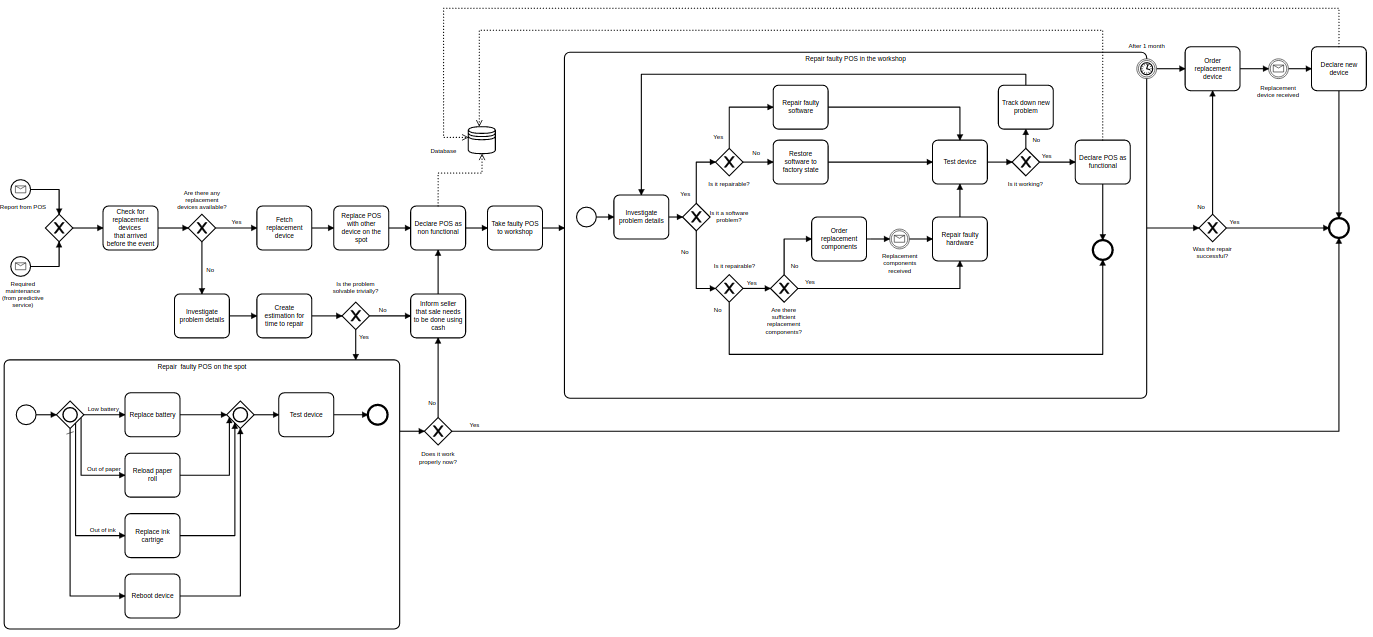 Report from POS
Required
maintenance
(from predictive
service)
Check for
replacement
devices
that arrived
before the event
Are there any
replacement
devices available?
Yes
No
Fetch
replacement
device
Replace POS
with other
device on the
spot
Declare POS as
non functional
Take faulty POS
to workshop
Database
Investigate
problem details
Create
estimation for
time to repair
Is the problem
solvable trivially?
No
Yes
Inform seller
that sale needs
to be done using
cash
Repair faulty POS on the spot
Low battery
Replace battery
Out of paper
Reload paper
roll
Out of ink
Replace ink
cartrige
Reboot device
Test device
No
Does it work
properly now?
Yes
Repair faulty POS in the workshop
Investigate
problem details
Yes
Is it a software
problem?
No
Yes
Is it repairable?
No
Repair faulty
software
Restore
software to
factory state
Is it repairable?
Yes
No
No
Yes
Are there
sufficient
replacement
components?
Order
replacement
components
Replacement
components
received
Repair faulty
hardware
Test device
Track down new
problem
No
Yes
Is it working?
Declare POS as
functional
After 1 month
Order
replacement
device
Replacement
device received
Declare new
device
No
Yes
Was the repair
successful?